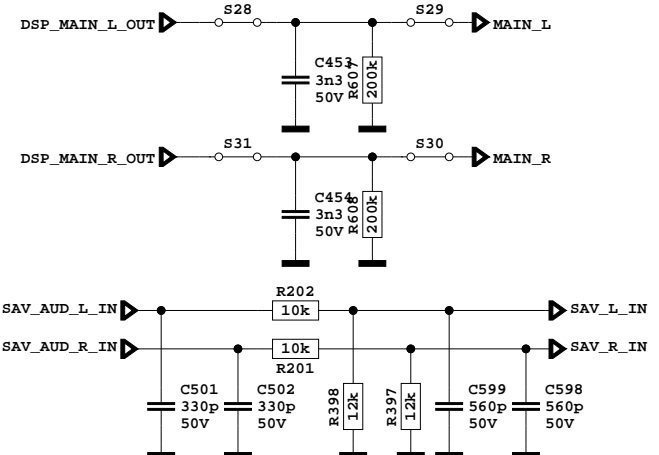 S28 S29
DSP_MAIN_L_OUT MAIN_L
C453 R607
3n3 200k
50V
S31 S30
DSP_MAIN_R_OUT MAIN_R
C454 R608
3n3 200k
50V
R202
SAV_AUD_L_IN 10k SAV_L_IN
SAV_AUD_R_IN 10k SAV_R_IN
R201
C501 C502 R398 R397 C599 C598
330p 330p 12k 12k 560p 560p
50V 50V 50V 50V